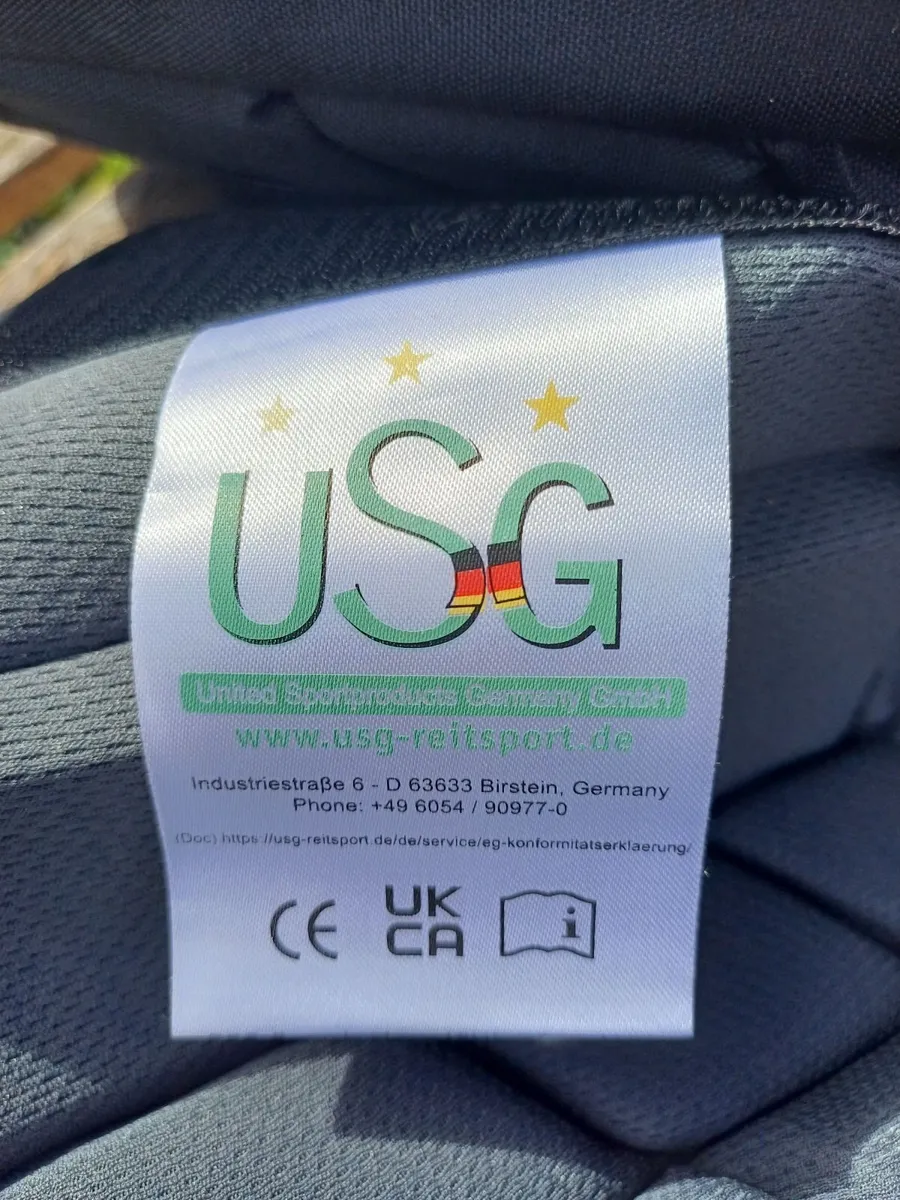 USG
United Sportproducts Germany GmbH
www.usg-reitsport.de
Industriestraße 6 - D 63633 Birstein, Germany
Phone: +49 6054 / 90977-0
(Doc) https://usg-reitsport.de/de/service/eg-konformitatserklaerung/
CE
UK
CA
i